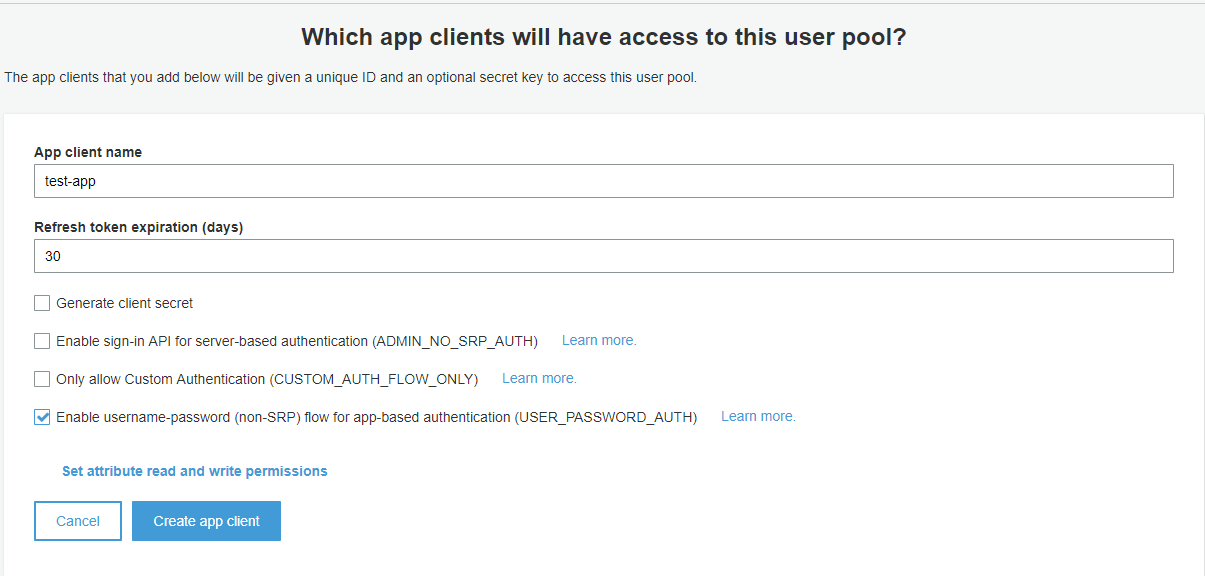 Which app clients will have access to this user pool?
The app clients that you add below will be given a unique ID and an optional secret key to access this user pool.
App client name
test-app
Refresh token expiration (days)
30
Generate client secret
Enable sign-in API for server-based authentication (ADMIN_NO_SRP_AUTH) Learn more.
Only allow Custom Authentication (CUSTOM_AUTH_FLOW_ONLY) Learn more.
Enable username-password (non-SRP) flow for app-based authentication (USER_PASSWORD_AUTH) Learn more.
Set attribute read and write permissions
Cancel Create app client